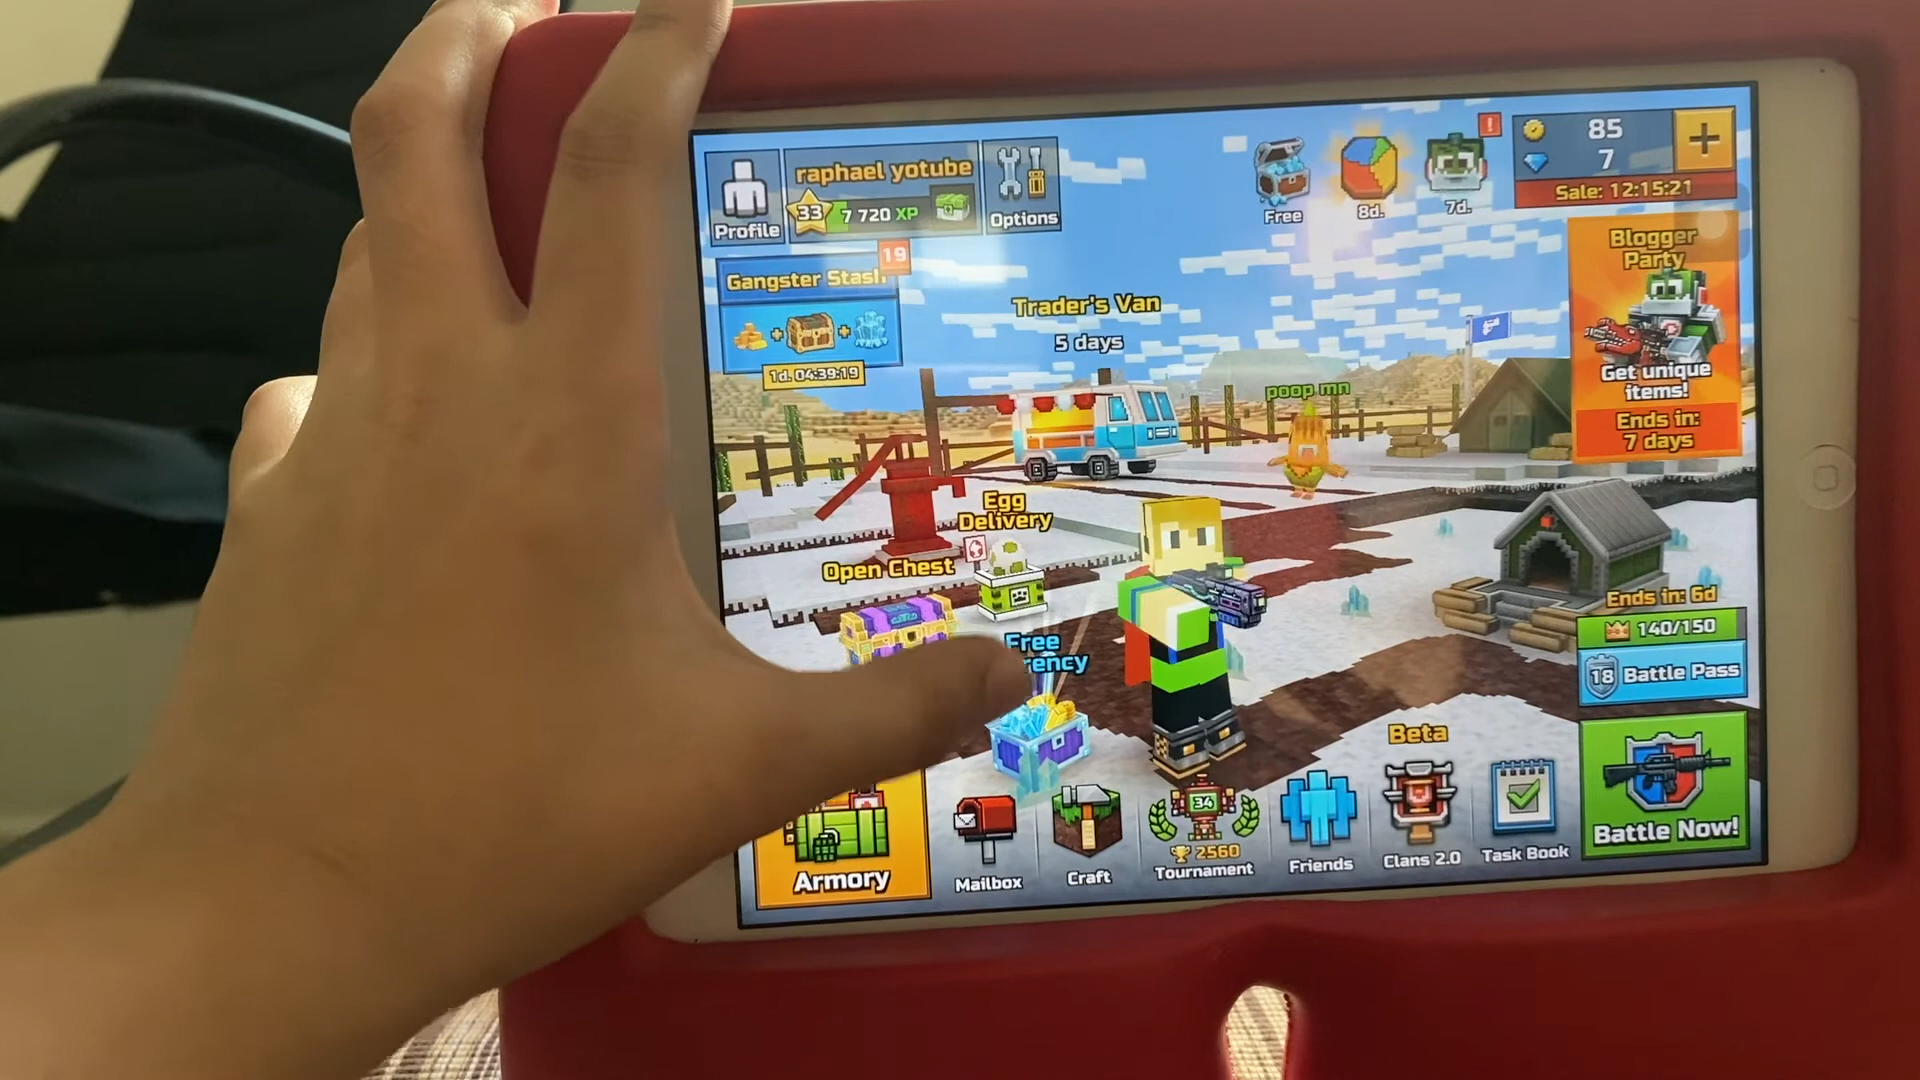 raphael yotube
33
7 720 XP
Profile
Options
19
Gangster Stash
1d. 04:39:19
Trader's Van
5 days
Free
8d.
!
7d.
85
7
+
Sale: 12:15:21
Blogger
Party
Get unique
items!
Ends in:
7 days
poop mn
Egg
Delivery
Open Chest
Free
rency
Ends in: 6d
140/150
18
Battle Pass
Battle Now!
Armory
Mailbox
Craft
34
2560
Tournament
Friends
Beta
Clans 2.0
Task Book